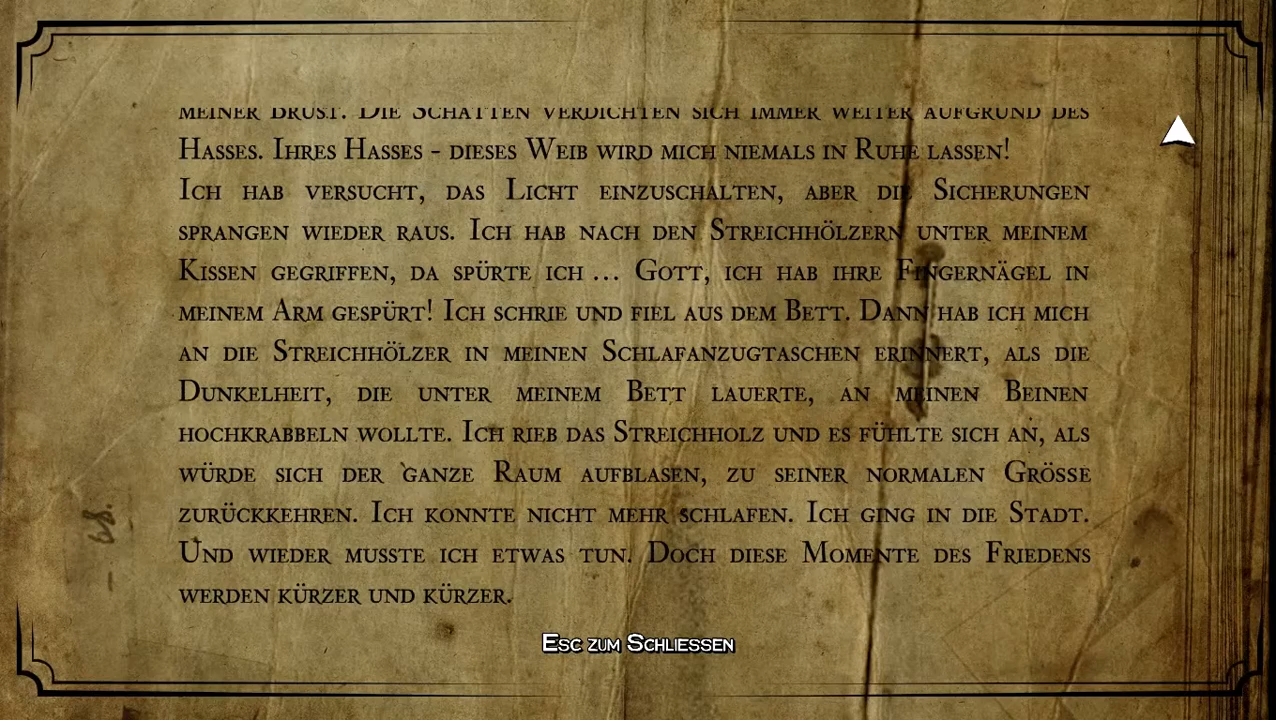 meiner Brust. Die Schatten verdichten sich immer weiter aufgrund des
Hasses. Ihres Hasses - dieses Weib wird mich niemals in Ruhe lassen!
Ich hab versucht, das Licht einzuschalten, aber die Sicherungen
sprangen wieder raus. Ich hab nach den Streichhölzern unter meinem
Kissen gegriffen, da spürte ich ... Gott, ich hab ihre Fingernägel in
meinem Arm gespürt! Ich schrie und fiel aus dem Bett. Dann hab ich mich
an die Streichhölzer in meinen Schlafanzugtaschen erinnert, als die
Dunkelheit, die unter meinem Bett lauerte, an meinen Beinen
hochkrabbeln wollte. Ich rieb das Streichholz und es fühlte sich an, als
würde sich der ganze Raum aufblasen, zu seiner normalen Grösse
zurückkehren. Ich konnte nicht mehr schlafen. Ich ging in die Stadt.
Und wieder musste ich etwas tun. Doch diese Momente des Friedens
werden kürzer und kürzer.
Esc zum Schliessen